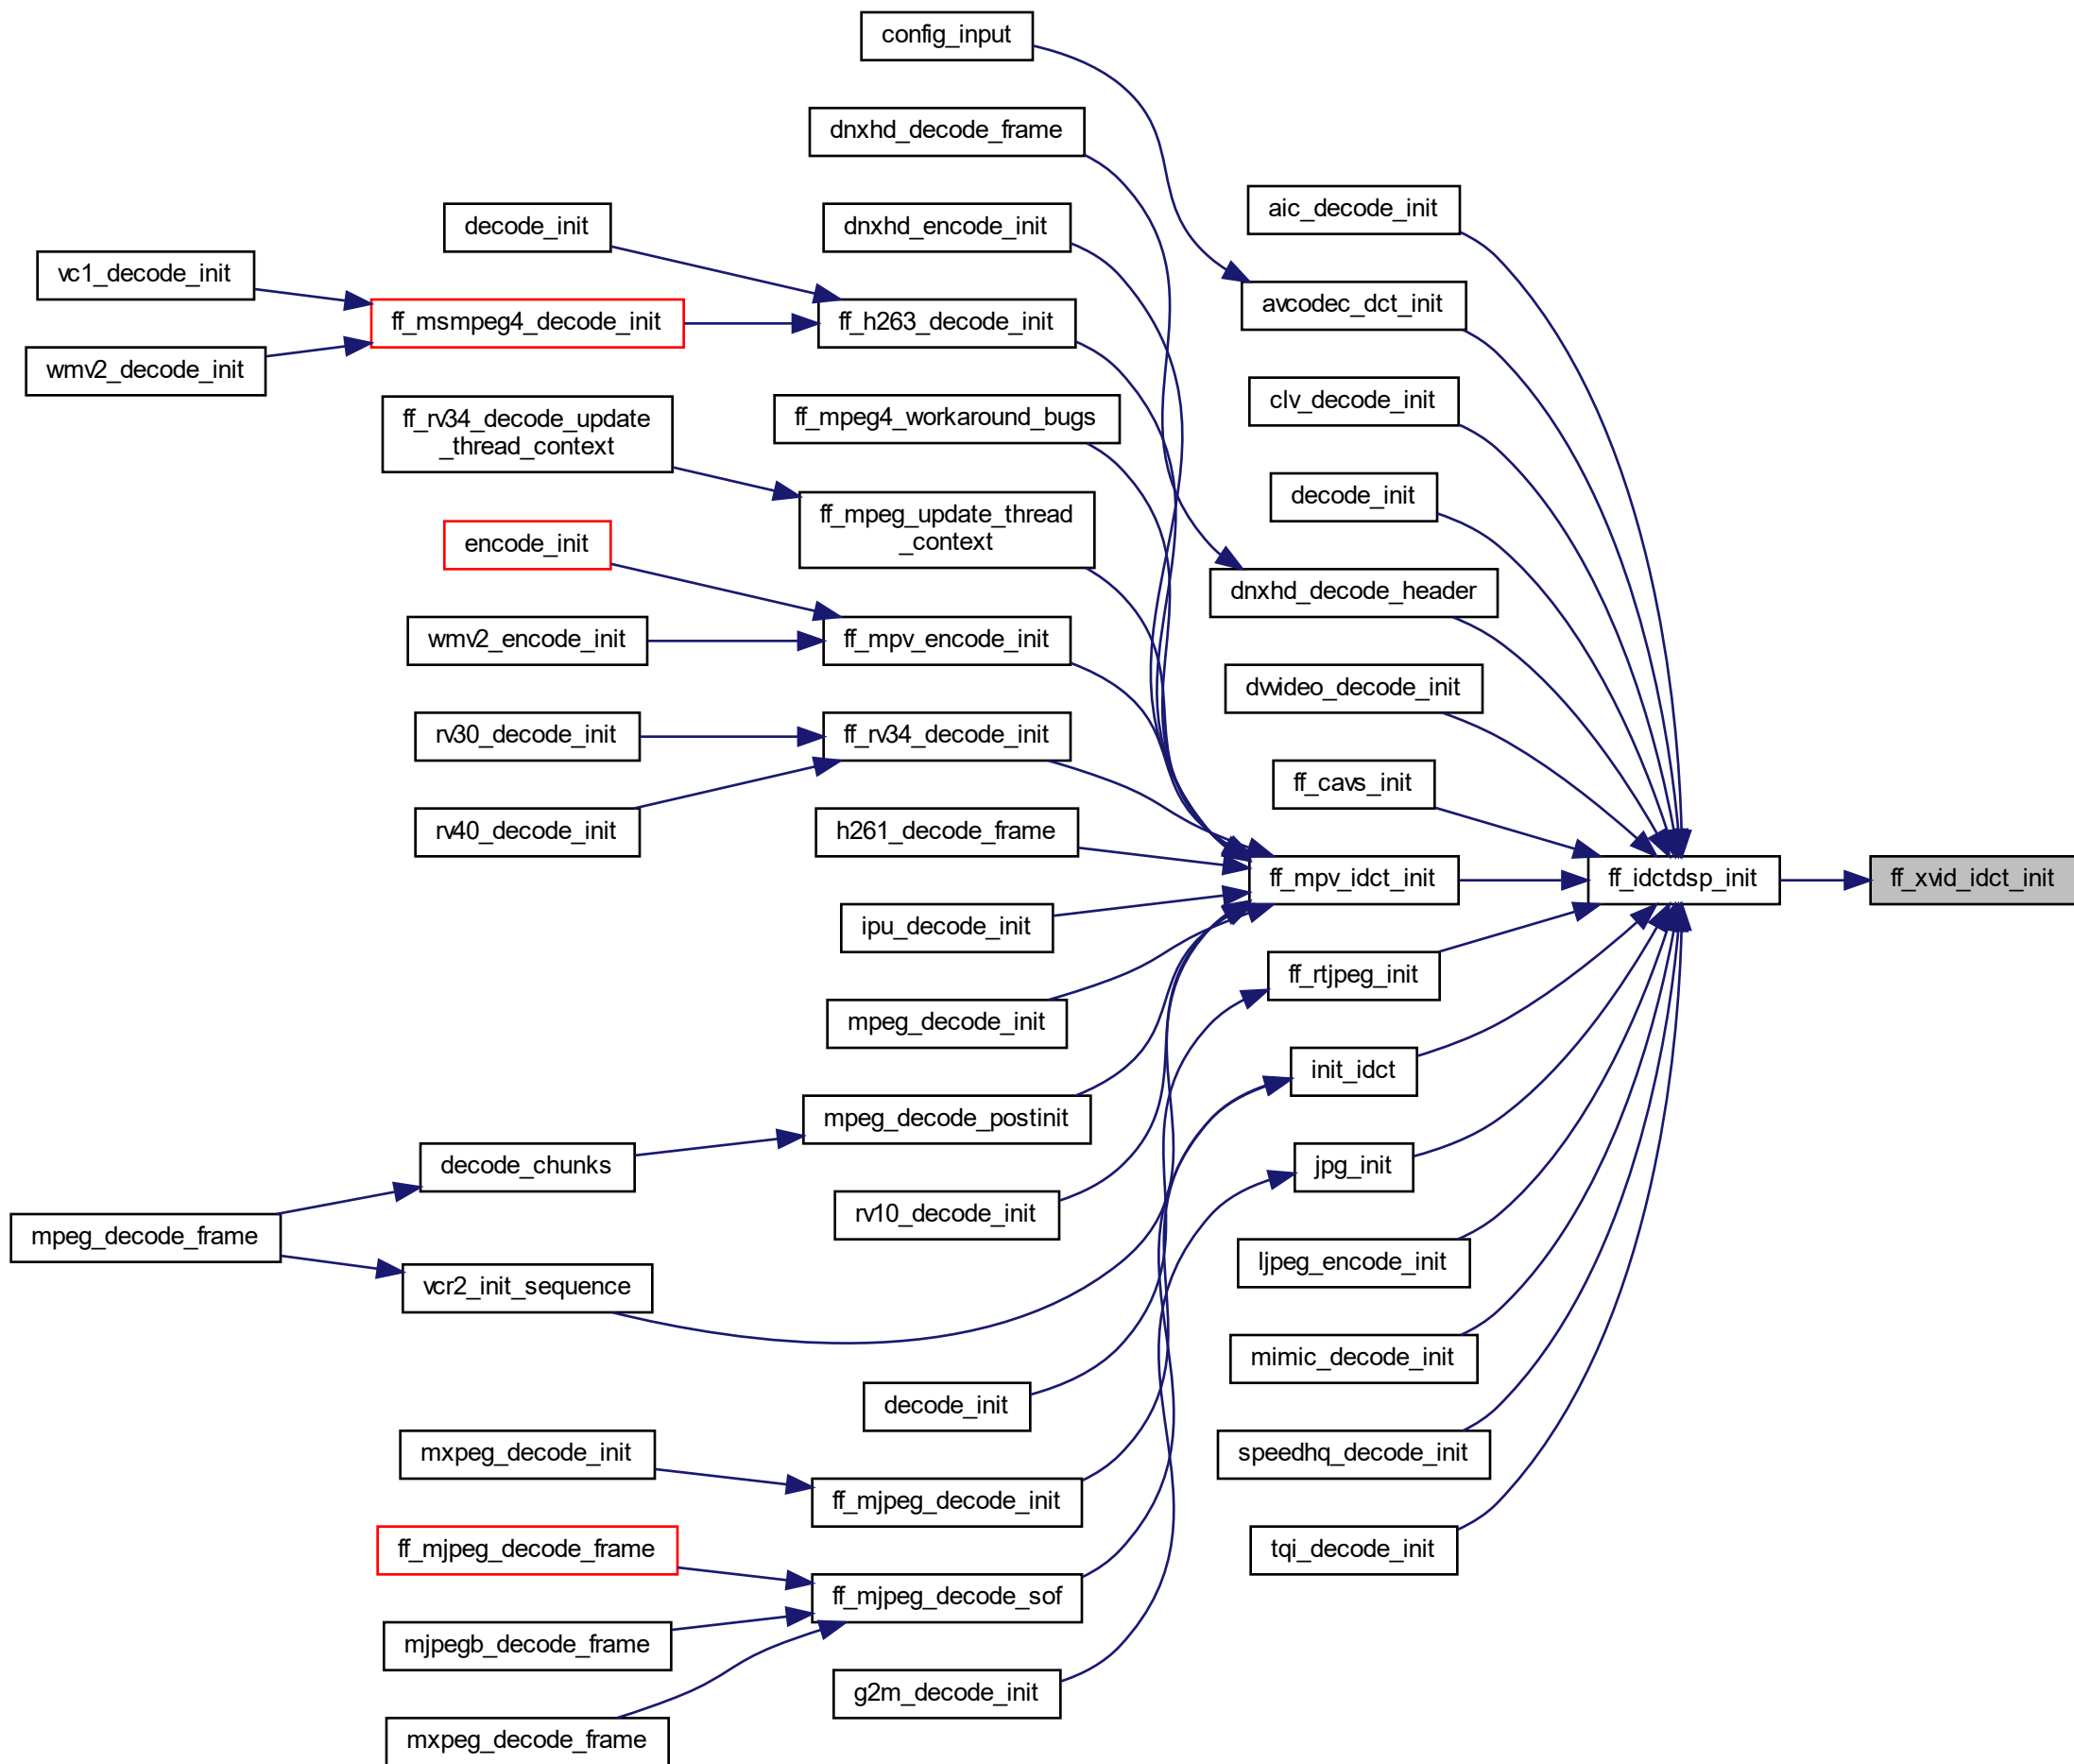 config_input
dnxhd_decode_frame
aic_decode_init
decode_init
dnxhd_encode_init
vc1_decode_init
avcodec_dct_init
ff_msmpeg4_decode_init
ff_h263_decode_init
wmv2_decode_init
clv_decode_init
ff_rv34_decode_update
_thread_context
ff_mpeg4_workaround_bugs
decode_init
ff_mpeg_update_thread
_context
encode_init
dnxhd_decode_header
wmv2_encode_init
ff_mpv_encode_init
dwideo_decode_init
rv30_decode_init
ff_rv34_decode_init
ff_cavs_init
rv40_decode_init
h261_decode_frame
ff_mpv_idct_init
ff_idctdsp_init
ff_xvid_idct_init
ipu_decode_init
ff_rtjpeg_init
mpeg_decode_init
init_idct
mpeg_decode_postinit
decode_chunks
jpg_init
rv10_decode_init
mpeg_decode_frame
ljpeg_encode_init
vcr2_init_sequence
mimic_decode_init
decode_init
mxpeg_decode_init
speedhq_decode_init
ff_mjpeg_decode_init
ff_mjpeg_decode_frame
tqi_decode_init
ff_mjpeg_decode_sof
mjpegb_decode_frame
g2m_decode_init
mxpeg_decode_frame